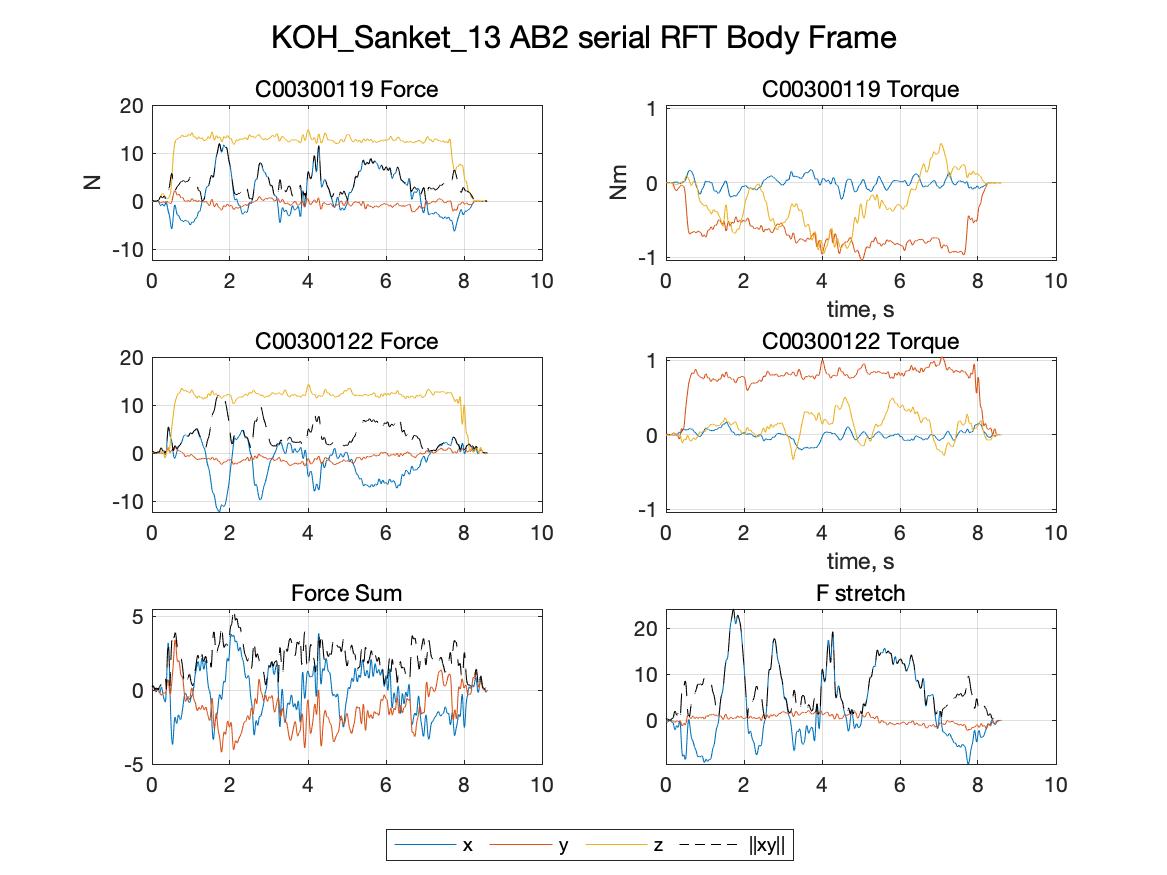 KOH_Sanket_13 AB2 serial RFT Body Frame
C00300119 Force
20
10
0
-10
N
0 2 4 6 8 10
C00300119 Torque
1
0
-1
Nm
0 2 4 6 8 10
time, s
C00300122 Force
20
10
0
-10
0 2 4 6 8 10
C00300122 Torque
1
0
-1
0 2 4 6 8 10
time, s
Force Sum
5
0
-5
0 2 4 6 8 10
F stretch
20
10
0
0 2 4 6 8 10
x y z ||xy||